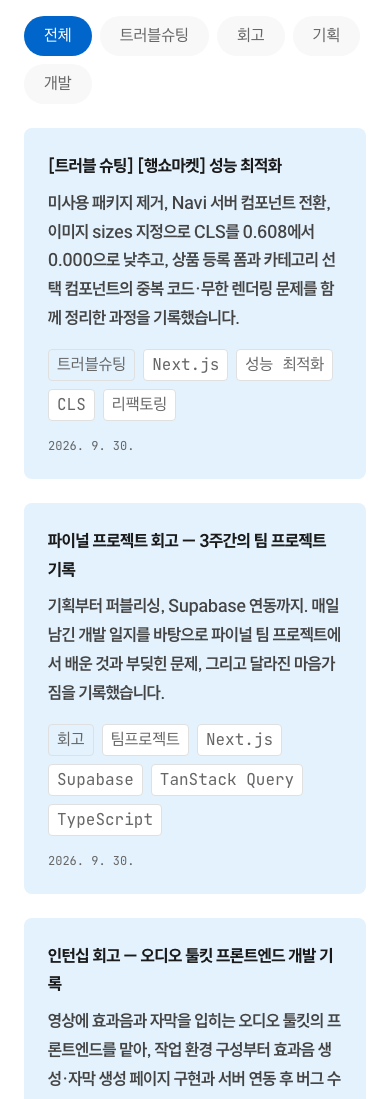 전체 트러블슈팅 회고 기획
개발
[트러블 슈팅] [행쇼마켓] 성능 최적화
미사용 패키지 제거, Navi 서버 컴포넌트 전환,
이미지 sizes 지정으로 CLS를 0.608에서
0.000으로 낮추고, 상품 등록 폼과 카테고리 선
택 컴포넌트의 중복 코드·무한 렌더링 문제를 함
께 정리한 과정을 기록했습니다.
트러블슈팅 Next.js 성능 최적화
CLS 리팩토링
2026. 9. 30.
파이널 프로젝트 회고 — 3주간의 팀 프로젝트
기록
기획부터 퍼블리싱, Supabase 연동까지. 매일
남긴 개발 일지를 바탕으로 파이널 팀 프로젝트에
서 배운 것과 부딪힌 문제, 그리고 달라진 마음가
짐을 기록했습니다.
회고 팀프로젝트 Next.js
Supabase TanStack Query
TypeScript
2026. 9. 30.
인턴십 회고 — 오디오 툴킷 프론트엔드 개발 기
록
영상에 효과음과 자막을 입히는 오디오 툴킷의 프
론트엔드를 맡아, 작업 환경 구성부터 효과음 생
성·자막 생성 페이지 구현과 서버 연동 후 버그 수